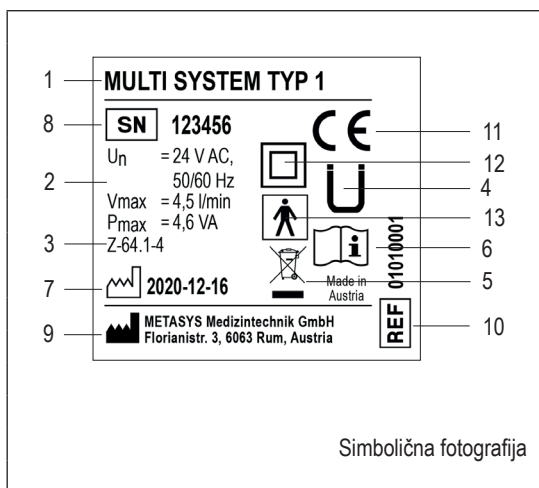 1 MULTI SYSTEM TYP 1
8 SN 123456
CE 11
Un = 24 V AC,
50/60 Hz
12
2
Ü 4
Vmax = 4,5 l/min
Pmax = 4,6 VA
13
3 Z-64.1-4
i 6
01010001
5
7 2020-12-16
Made in
Austria
9 METASYS Medizintechnik GmbH
Florianistr. 3, 6063 Rum, Austria
REF 10
Simbolična fotografija